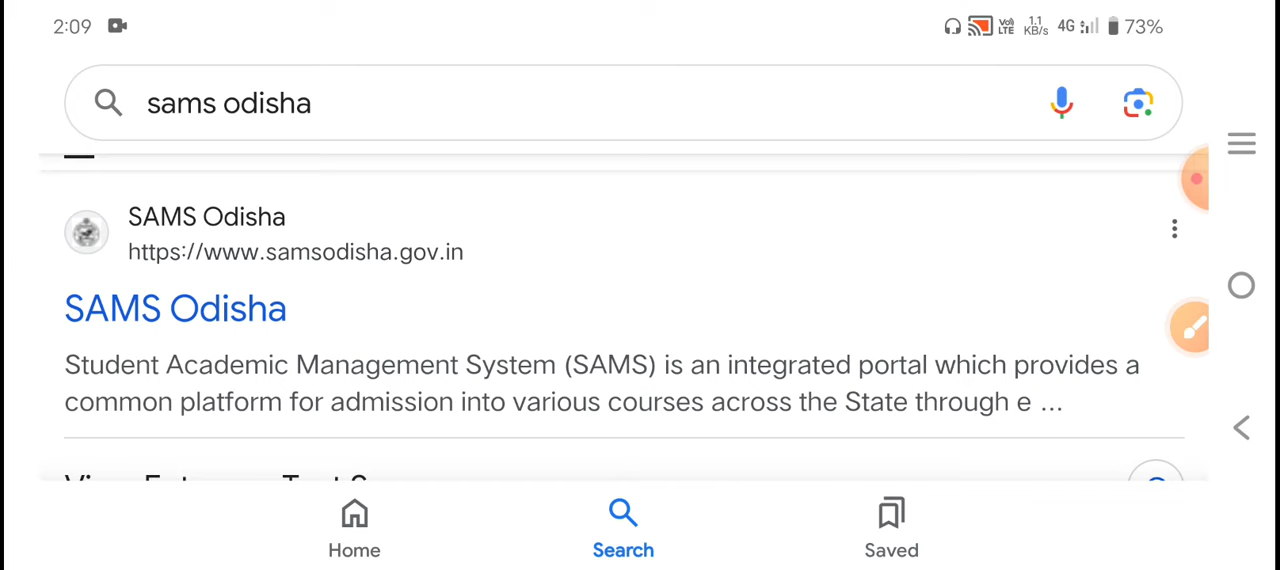 2:09 Vo) LTE 1.1 KB/s 4G 73%
sams odisha
SAMS Odisha
https://www.samsodisha.gov.in
SAMS Odisha
Student Academic Management System (SAMS) is an integrated portal which provides a
common platform for admission into various courses across the State through e ...
Home Search Saved